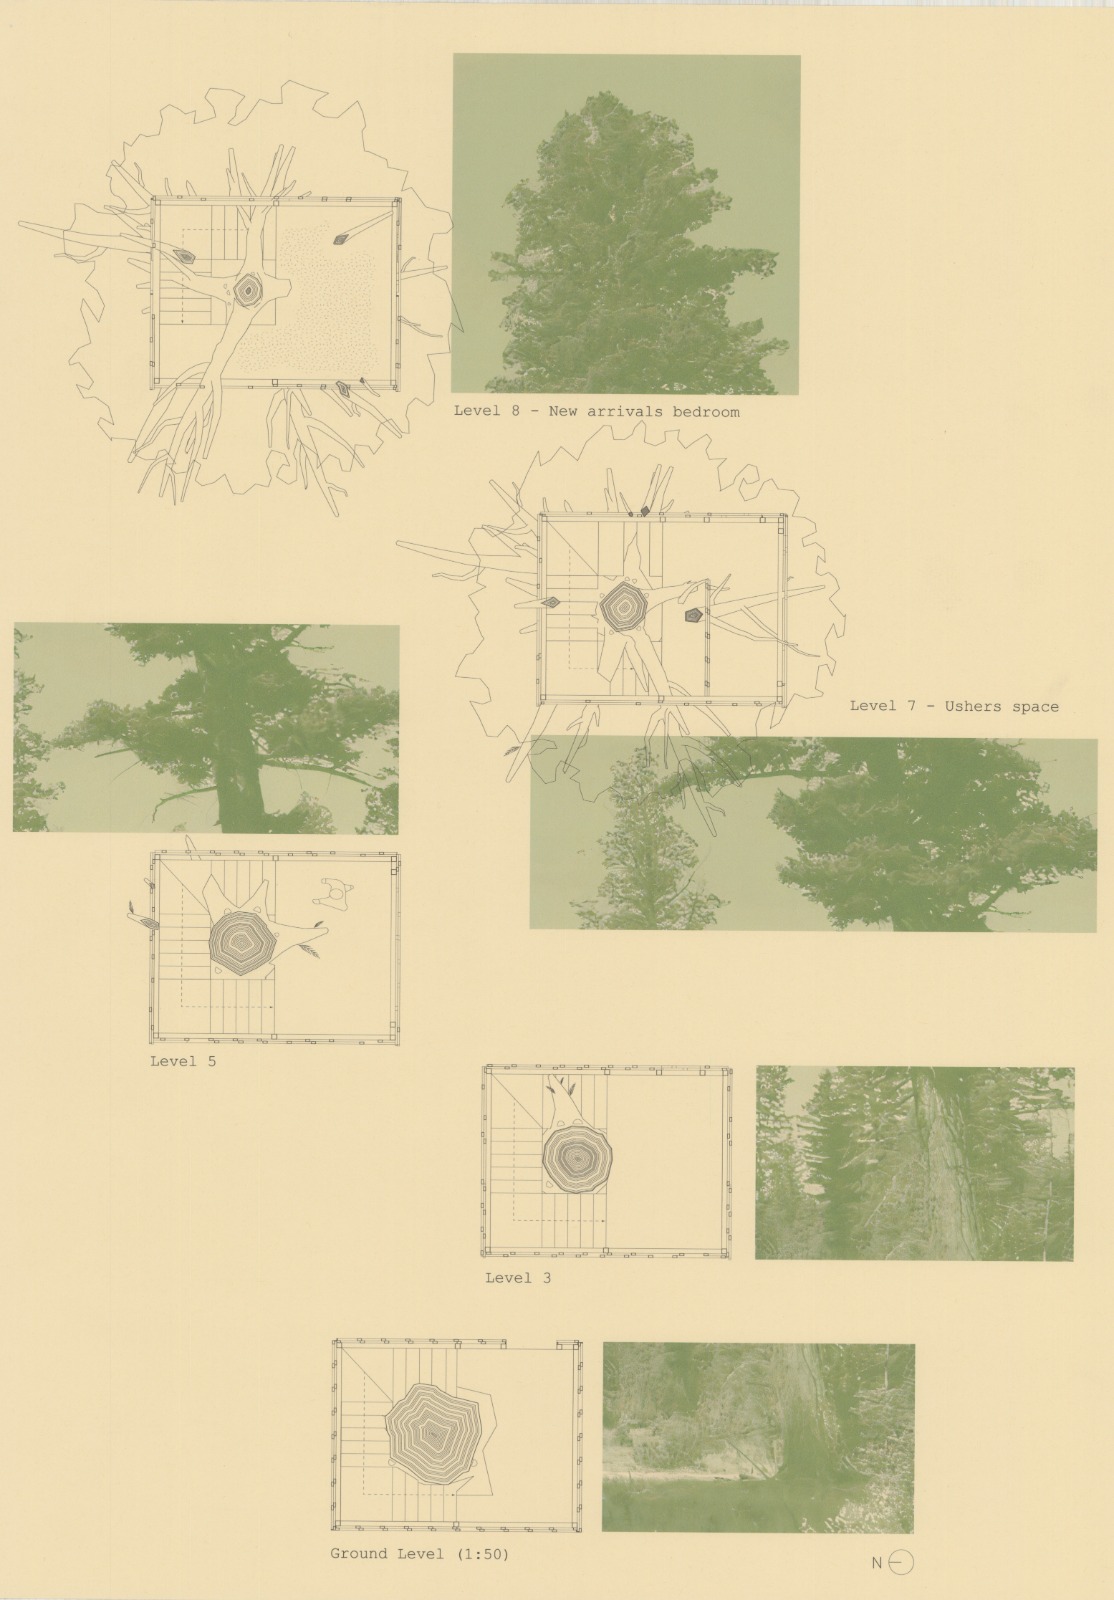 Level 8 - New arrivals bedroom
Level 7 - Ushers space
Level 5
Level 3
Ground Level (1:50)
N